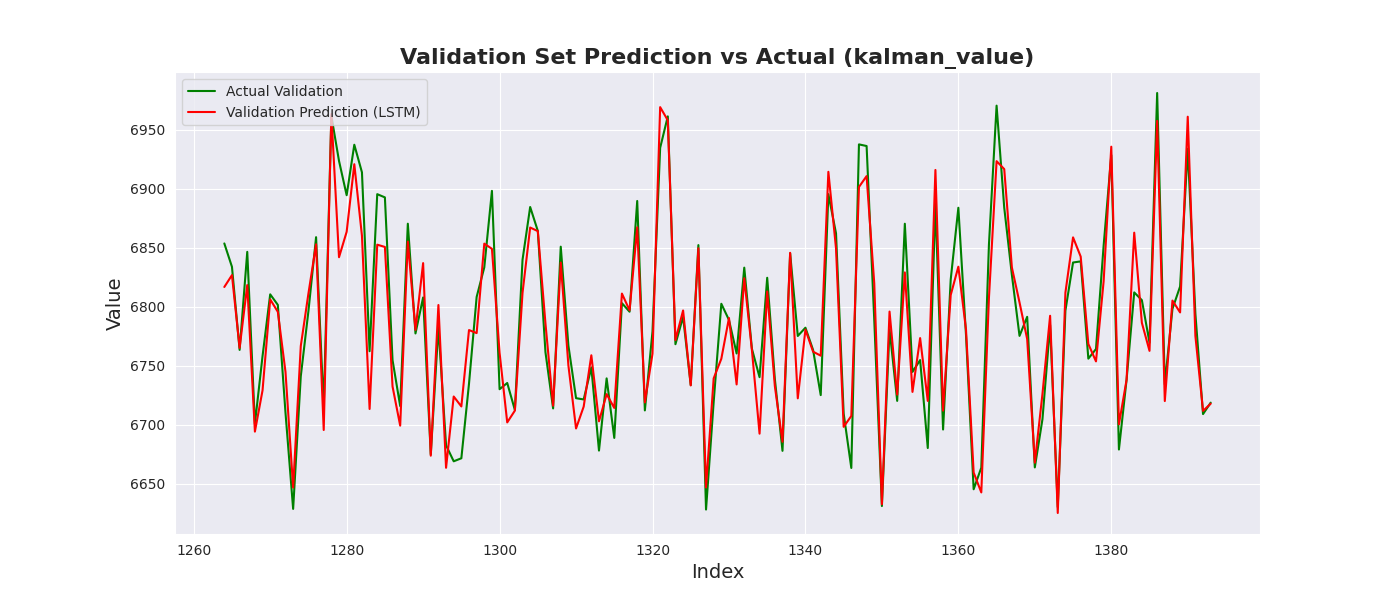 Validation Set Prediction vs Actual (kalman_value)
Actual Validation
Validation Prediction (LSTM)
Value
6950
6900
6850
6800
6750
6700
6650
1260 1280 1300 1320 1340 1360 1380
Index